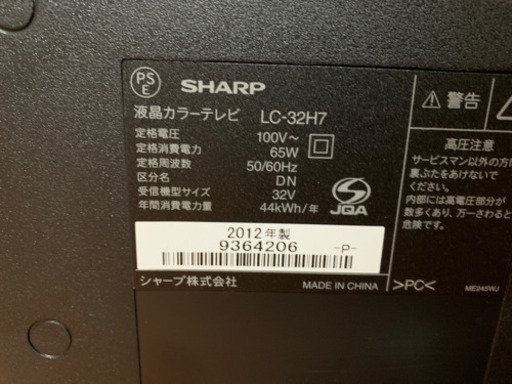 PS
E
SHARP
液晶カラーテレビ LC-32H7
定格電圧 100V～
定格消費電力 65W
定格周波数 50/60Hz
区分名 DN
受信機型サイズ 32V
年間消費電力量 44kWh/年
JQA
2012年製
9364206 -P-
シャープ株式会社 MADE IN CHINA
警告
高圧注意
サービスマン以外の方
裏ぶたをあけないで
ください。
内部には高電圧部分が
数多くあり、万一さわると
危険です。
>PC<
ME245WJ